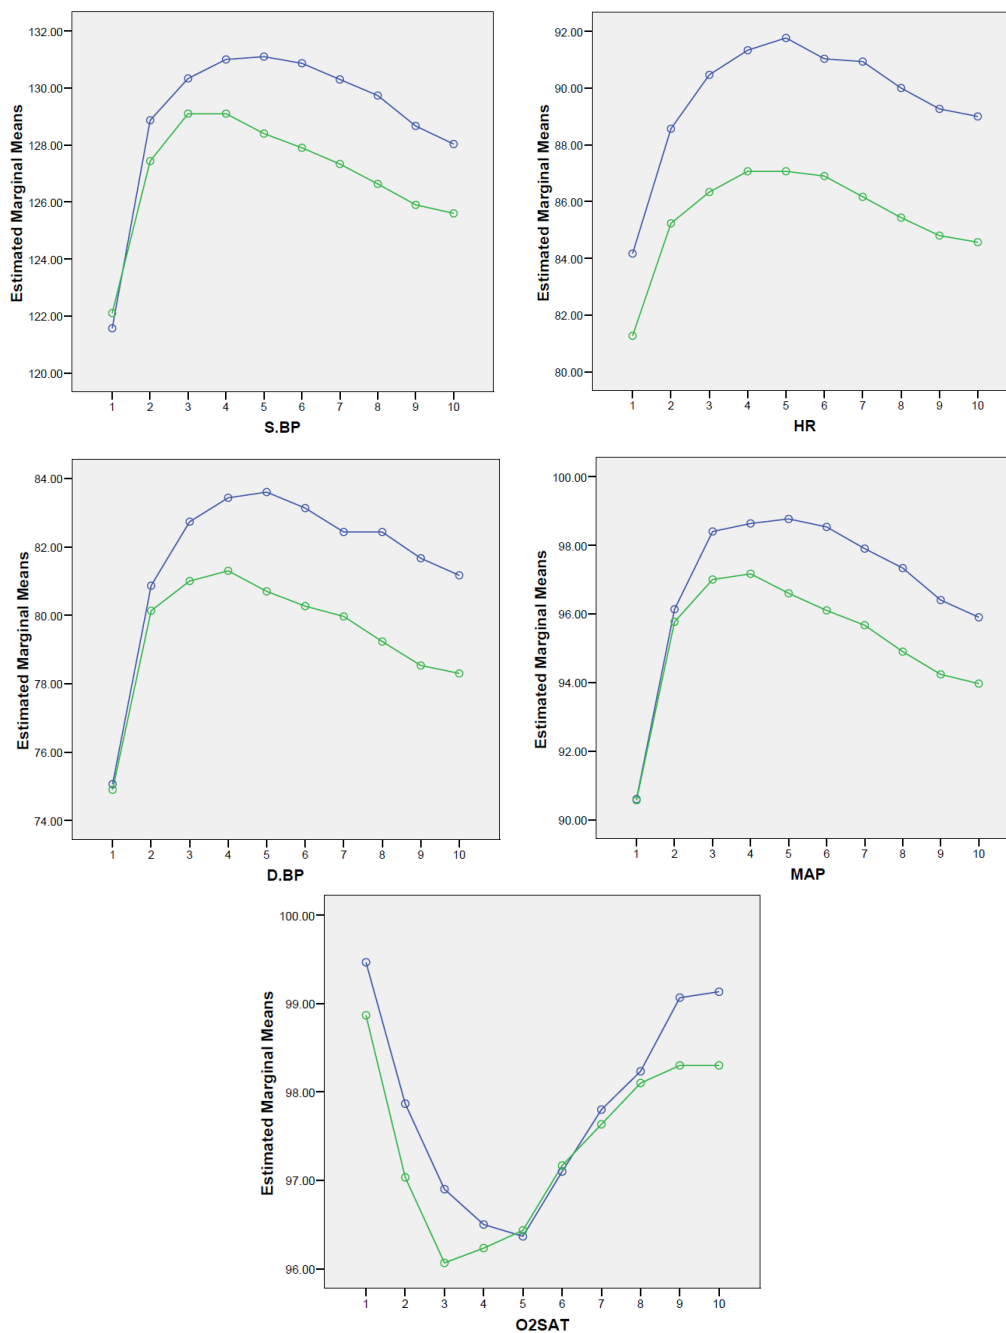 Estimated Marginal Means
132.00
130.00
128.00
126.00
124.00
122.00
120.00
1 2 3 4 5 6 7 8 9 10
S.BP
Estimated Marginal Means
92.00
90.00
88.00
86.00
84.00
82.00
80.00
1 2 3 4 5 6 7 8 9 10
HR
Estimated Marginal Means
84.00
82.00
80.00
78.00
76.00
74.00
1 2 3 4 5 6 7 8 9 10
D.BP
Estimated Marginal Means
100.00
98.00
96.00
94.00
92.00
90.00
1 2 3 4 5 6 7 8 9 10
MAP
Estimated Marginal Means
100.00
99.00
98.00
97.00
96.00
1 2 3 4 5 6 7 8 9 10
O2SAT